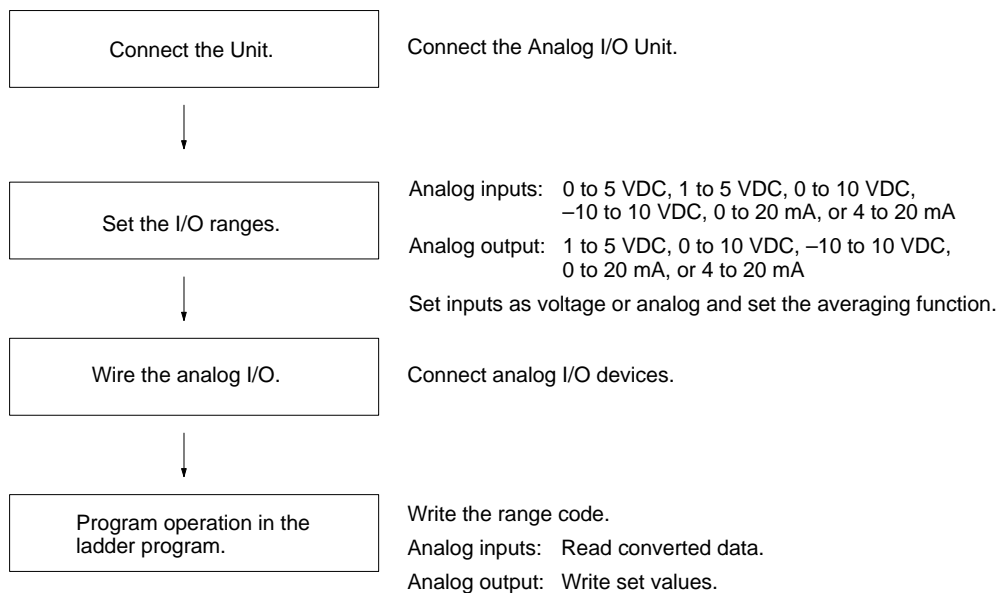 Connect the Unit.
Connect the Analog I/O Unit.
Set the I/O ranges.
Analog inputs: 0 to 5 VDC, 1 to 5 VDC, 0 to 10 VDC,
–10 to 10 VDC, 0 to 20 mA, or 4 to 20 mA
Analog output: 1 to 5 VDC, 0 to 10 VDC, –10 to 10 VDC,
0 to 20 mA, or 4 to 20 mA
Set inputs as voltage or analog and set the averaging function.
Wire the analog I/O.
Connect analog I/O devices.
Program operation in the
ladder program.
Write the range code.
Analog inputs: Read converted data.
Analog output: Write set values.